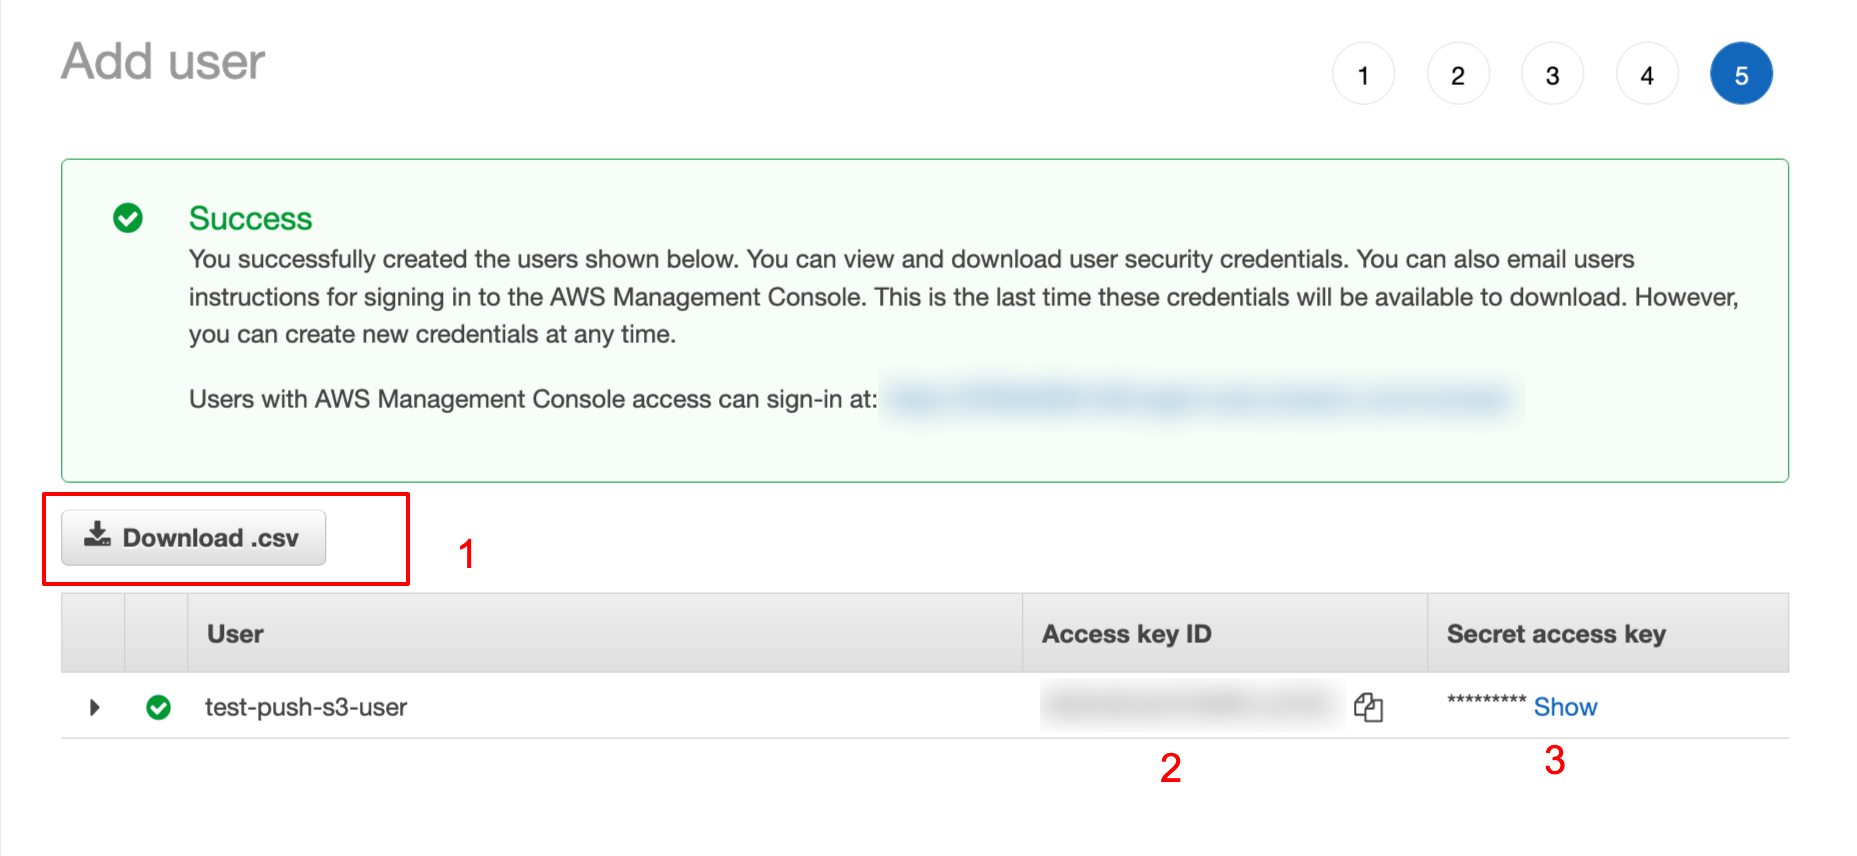 Add user
1 2 3 4 5
Success
You successfully created the users shown below. You can view and download user security credentials. You can also email users
instructions for signing in to the AWS Management Console. This is the last time these credentials will be available to download. However,
you can create new credentials at any time.
Users with AWS Management Console access can sign-in at:
Download .csv
1
User Access key ID Secret access key
test-push-s3-user ********* Show
2 3